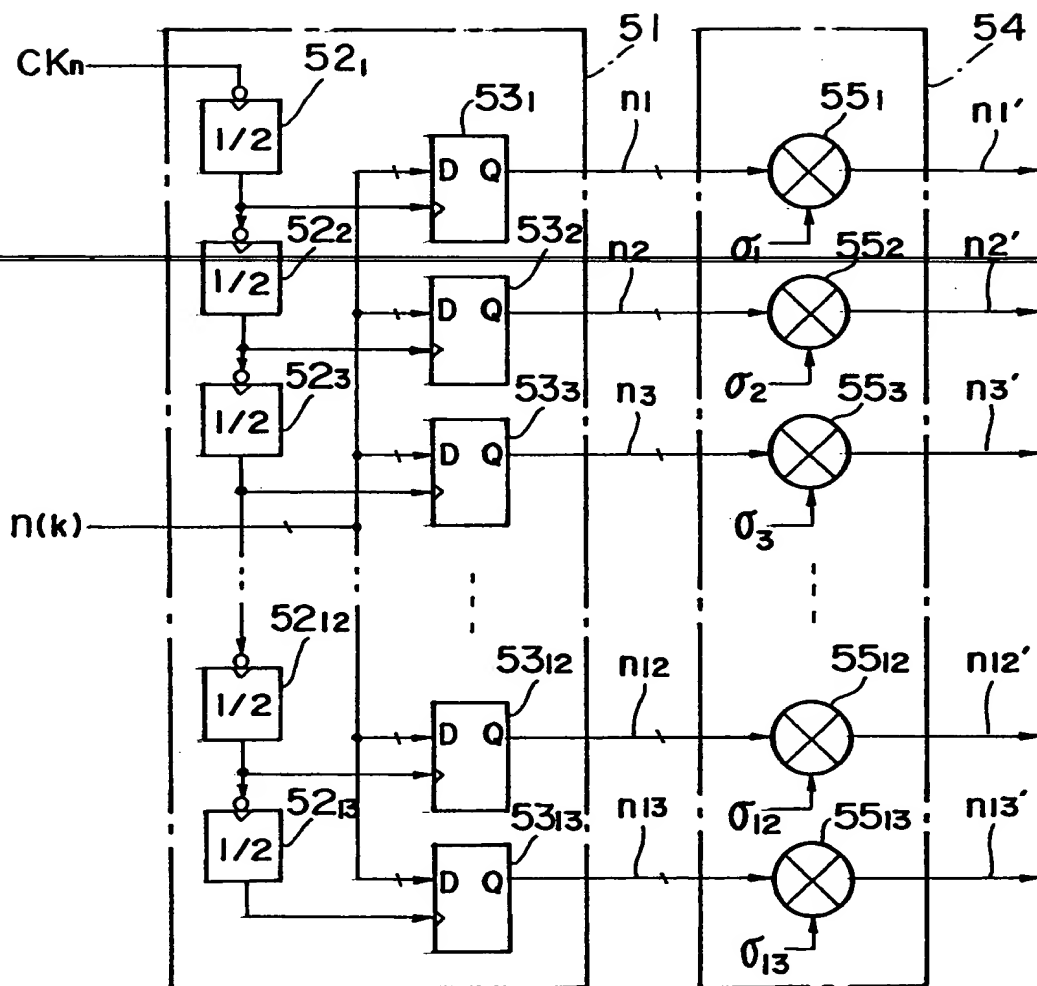 51
54
CKn
52₁
1/2
53₁
D Q
n1
55₁
n1'
σ₁
52₂
1/2
53₂
D Q
n2
55₂
n2'
σ₂
52₃
1/2
53₃
D Q
n3
55₃
n3'
σ₃
n(k)
52₁₂
1/2
53₁₂
D Q
n12
55₁₂
n12'
σ₁₂
52₁₃
1/2
53₁₃
D Q
n13
55₁₃
n13'
σ₁₃